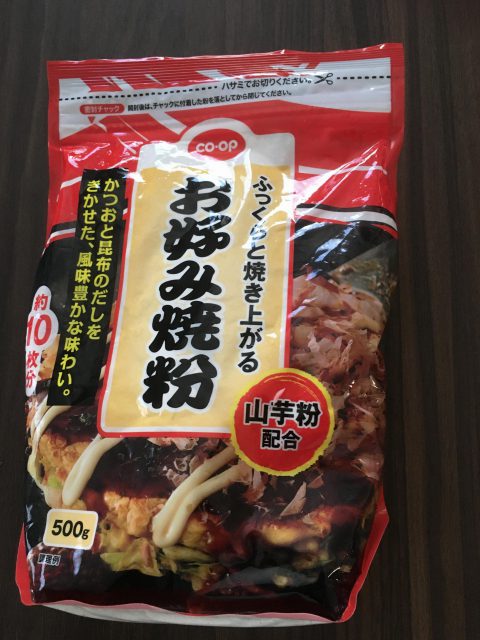 ハサミでお切りください。
密封チャック
開封後は、チャックに付着した粉を落としてから閉じてください。
CO・OP
ふっくらと焼き上がる
お好み焼粉
かつおと昆布のだしを
きかせた、風味豊かな味わい。
約
10
枚分
山芋粉
配合
500g
調理例